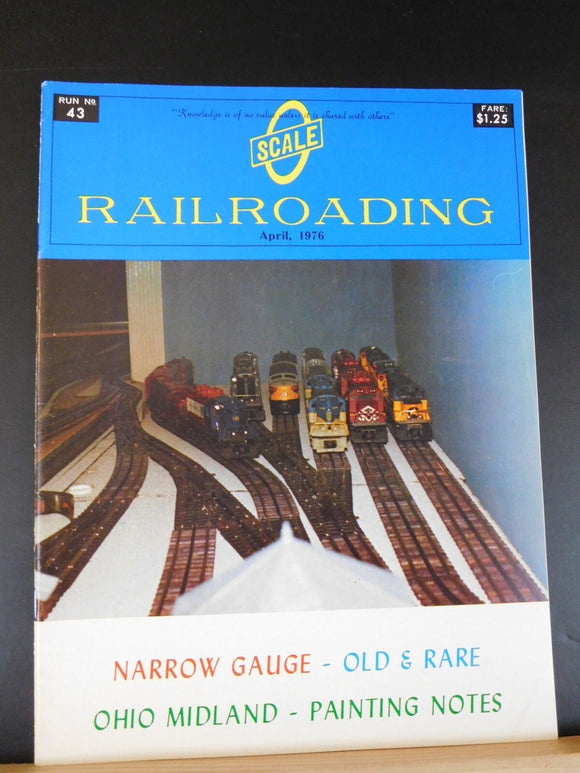 RUN NO
43
"Knowledge is of no value unless it is shared with others"
FARE:
$1.25
O
SCALE
RAILROADING
April, 1976
NARROW GAUGE - OLD & RARE
OHIO MIDLAND - PAINTING NOTES